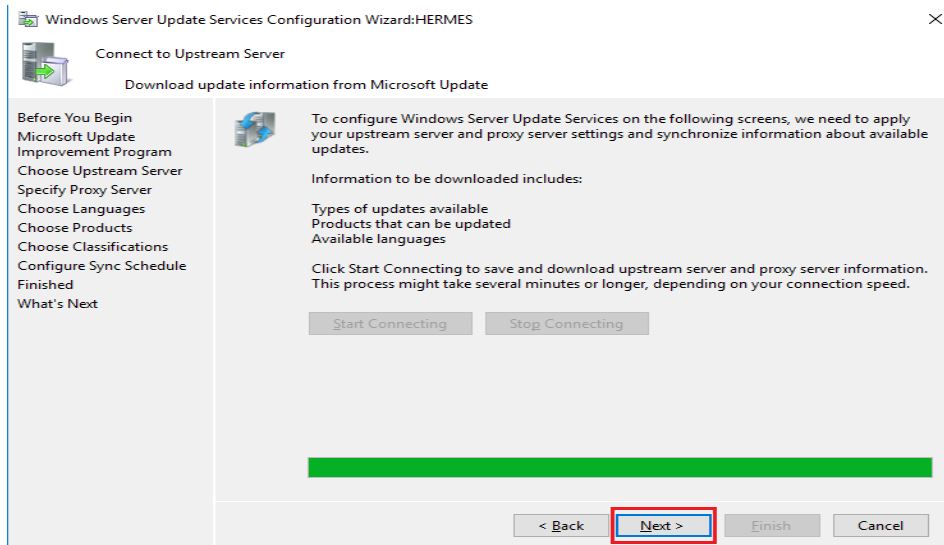 Windows Server Update Services Configuration Wizard:HERMES
Connect to Upstream Server
Download update information from Microsoft Update
Before You Begin
Microsoft Update
Improvement Program
Choose Upstream Server
Specify Proxy Server
Choose Languages
Choose Products
Choose Classifications
Configure Sync Schedule
Finished
What's Next
To configure Windows Server Update Services on the following screens, we need to apply
your upstream server and proxy server settings and synchronize information about available
updates.
Information to be downloaded includes:
Types of updates available
Products that can be updated
Available languages
Click Start Connecting to save and download upstream server and proxy server information.
This process might take several minutes or longer, depending on your connection speed.
Start Connecting
Stop Connecting
< Back
Next >
Finish
Cancel